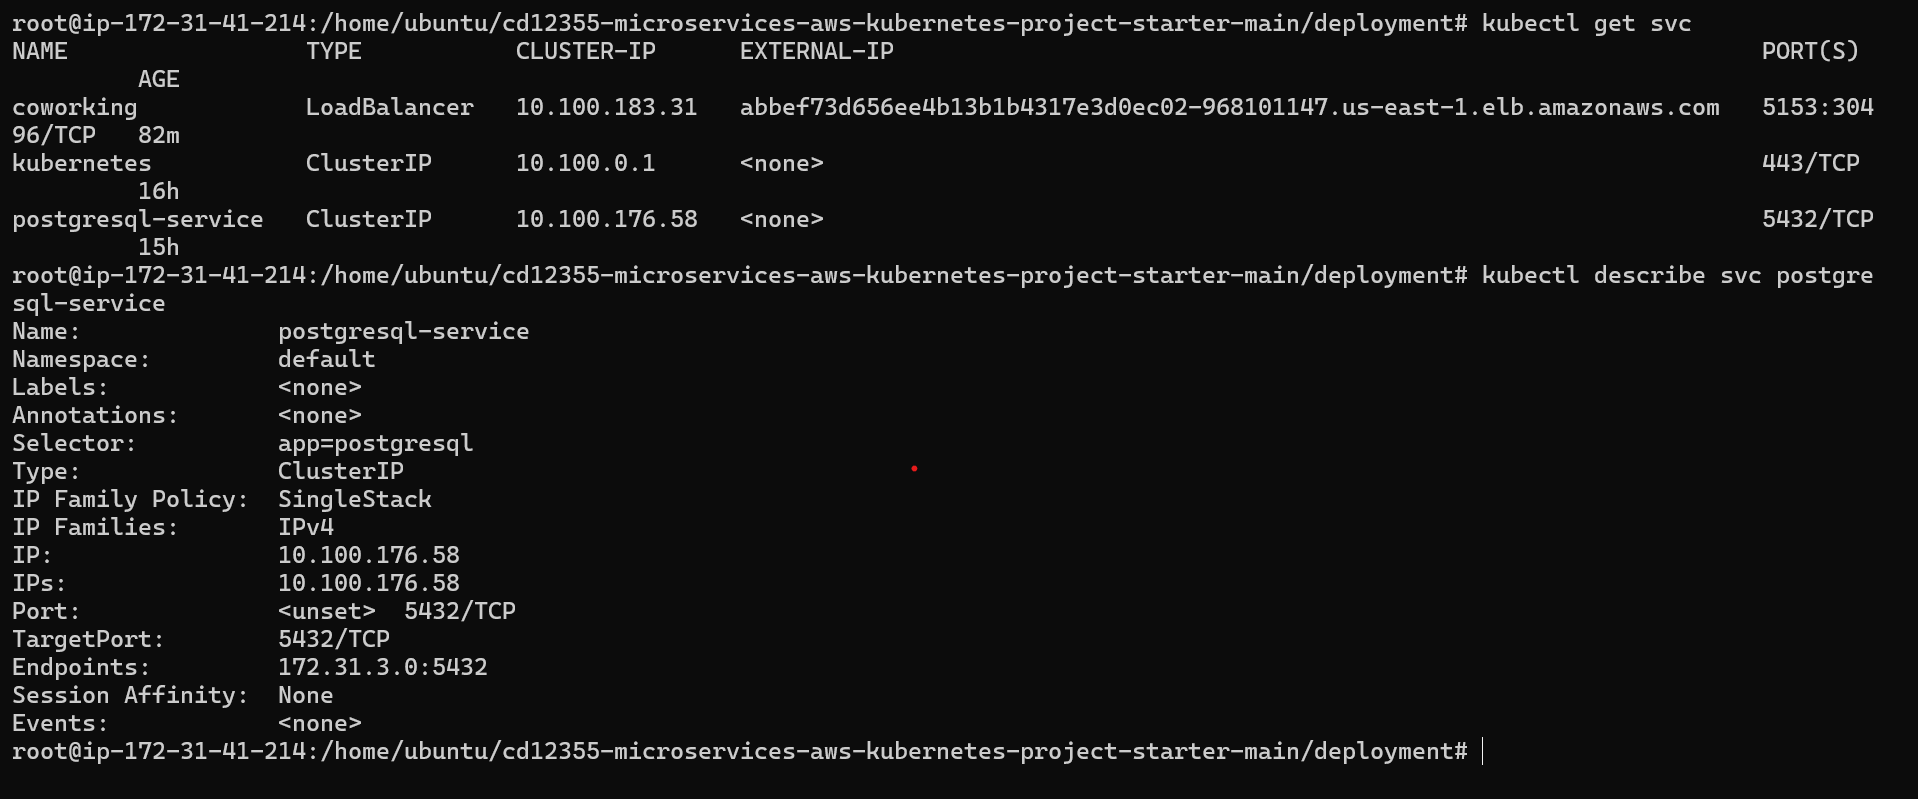 root@ip-172-31-41-214:/home/ubuntu/cd12355-microservices-aws-kubernetes-project-starter-main/deployment# kubectl get svc
NAME                 TYPE           CLUSTER-IP      EXTERNAL-IP                                                              PORT(S)
         AGE
coworking            LoadBalancer   10.100.183.31   abbef73d656ee4b13b1b4317e3d0ec02-968101147.us-east-1.elb.amazonaws.com   5153:304
96/TCP   82m
kubernetes           ClusterIP      10.100.0.1      <none>                                                                   443/TCP
         16h
postgresql-service   ClusterIP      10.100.176.58   <none>                                                                   5432/TCP
         15h
root@ip-172-31-41-214:/home/ubuntu/cd12355-microservices-aws-kubernetes-project-starter-main/deployment# kubectl describe svc postgre
sql-service
Name:              postgresql-service
Namespace:         default
Labels:            <none>
Annotations:       <none>
Selector:          app=postgresql
Type:              ClusterIP
IP Family Policy:  SingleStack
IP Families:       IPv4
IP:                10.100.176.58
IPs:               10.100.176.58
Port:              <unset>  5432/TCP
TargetPort:        5432/TCP
Endpoints:         172.31.3.0:5432
Session Affinity:  None
Events:            <none>
root@ip-172-31-41-214:/home/ubuntu/cd12355-microservices-aws-kubernetes-project-starter-main/deployment#